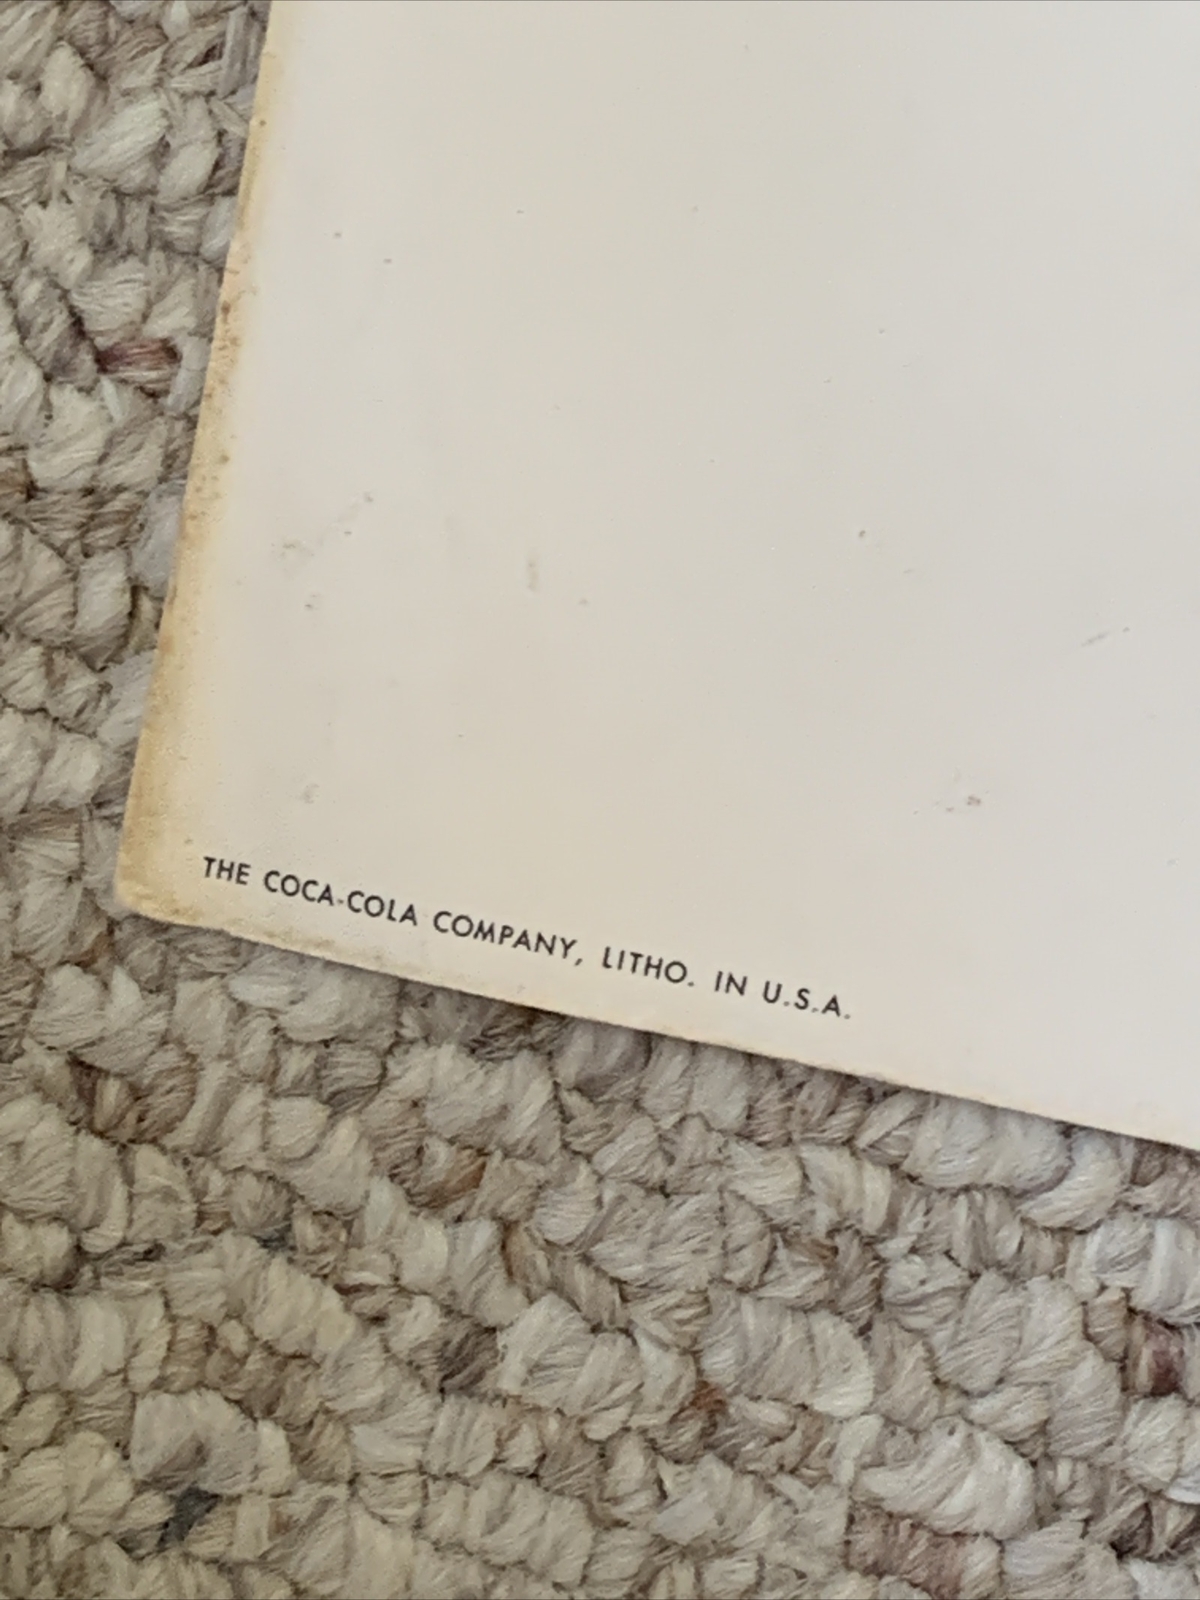 THE COCA-COLA COMPANY, LITHO. IN U.S.A.